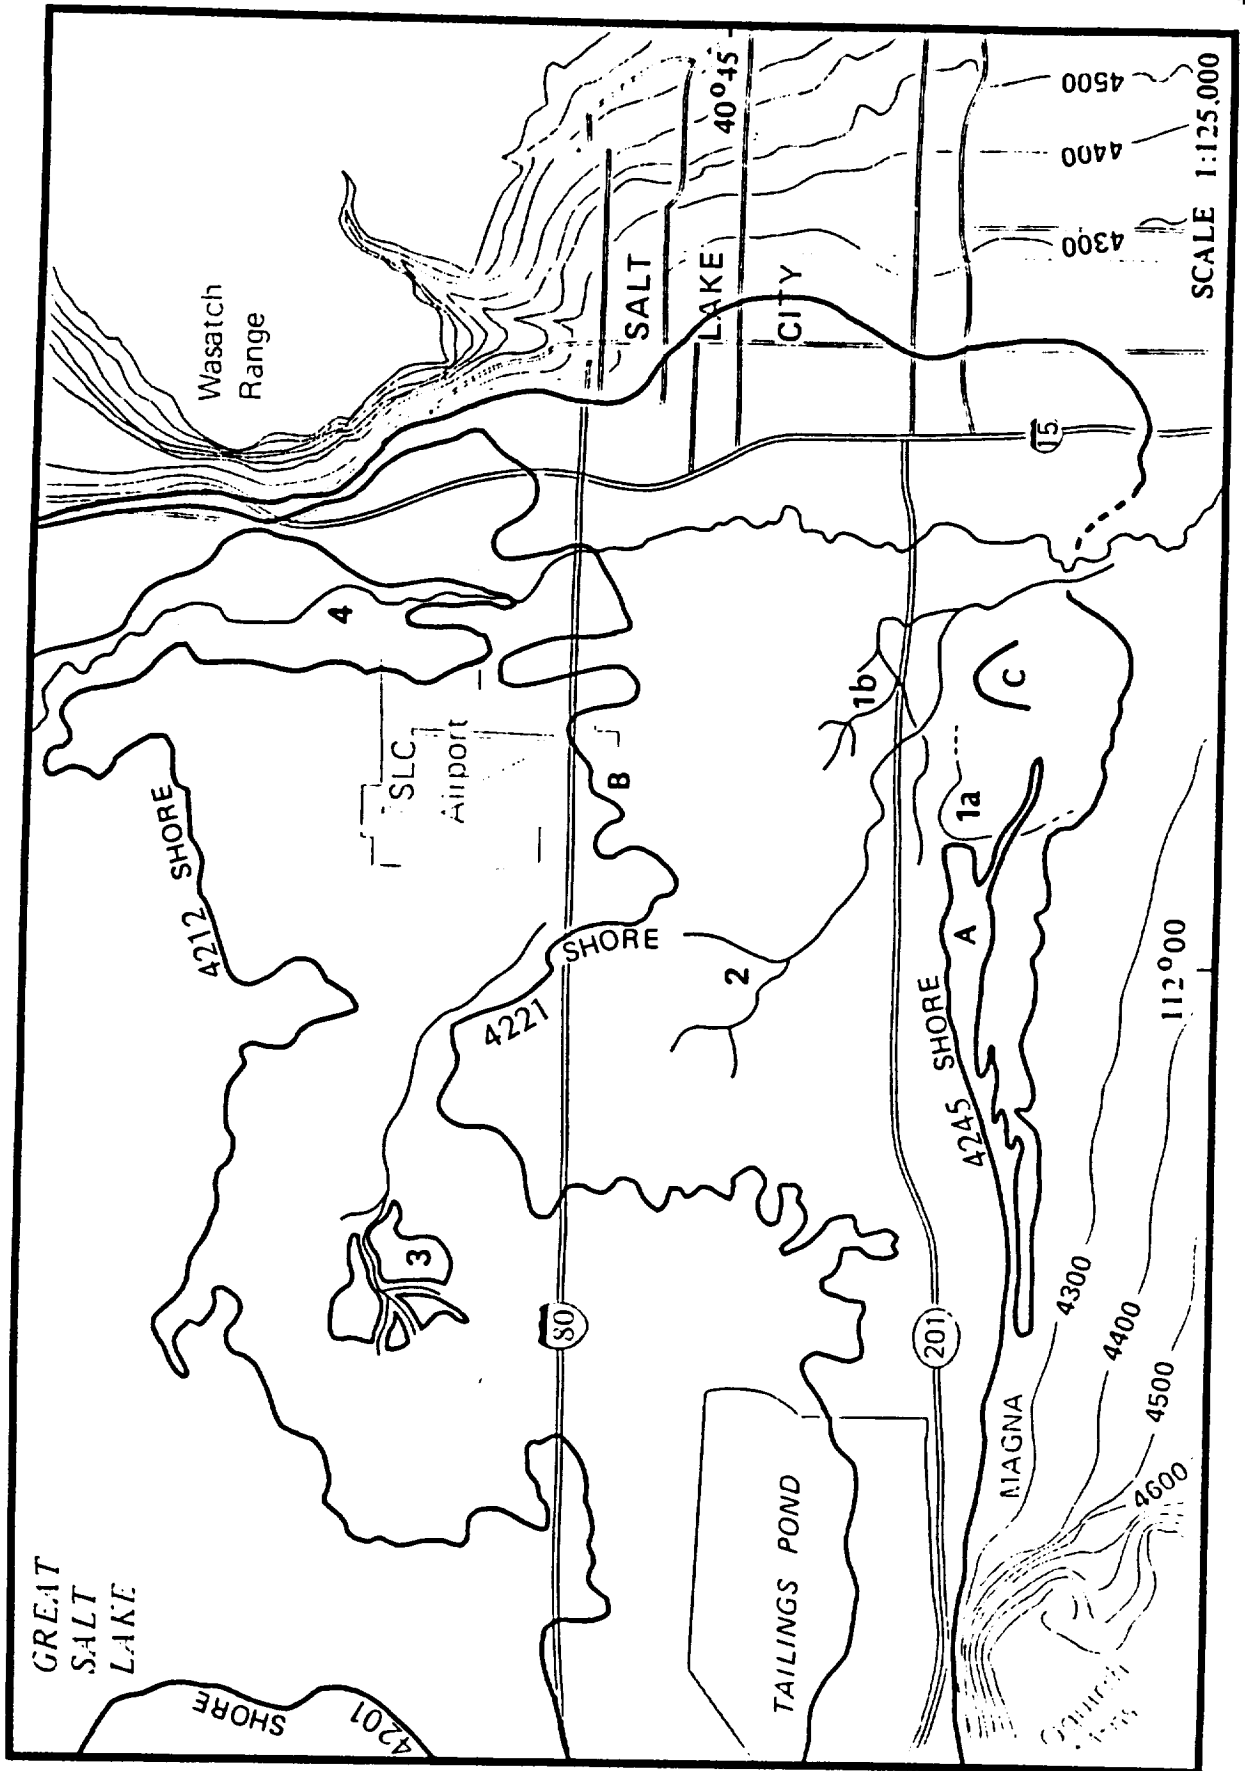 GREAT
SALT
LAKE
4201
SHORE
4212 SHORE
Wasatch
Range
4
SLC
Airport
3
4221
SHORE
B
80
SALT
LAKE
CITY
40°45
2
1b
15
201
TAILINGS POND
4245 SHORE
A
1a
C
MAGNA
4300
4400
4500
4600
4300
4400
4500
112°00
SCALE 1:125,000